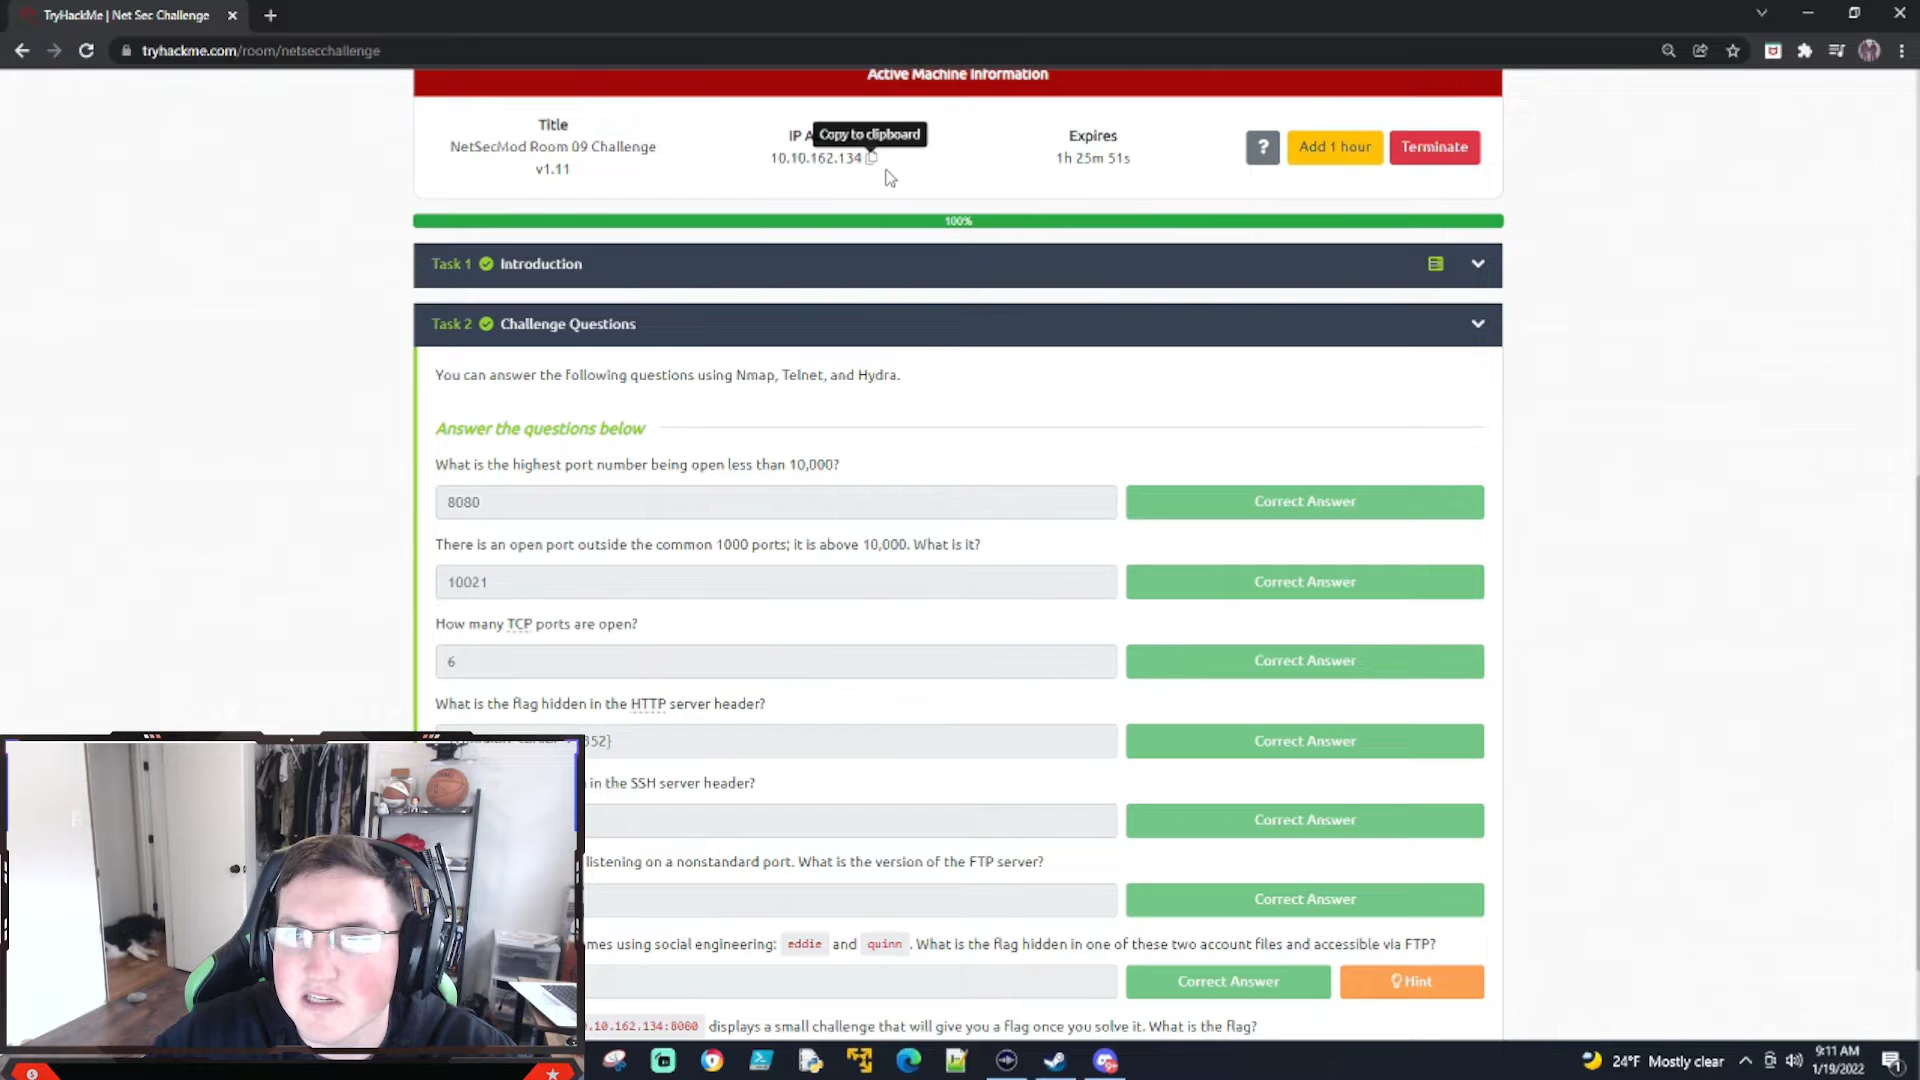 TryHackMe | Net Sec Challenge
tryhackme.com/room/netsecchallenge
Active Machine Information
Title
NetSecMod Room 09 Challenge
v1.11
IP A
Copy to clipboard
10.10.162.134
Expires
1h 25m 51s
?
Add 1 hour
Terminate
100%
Task 1 Introduction
Task 2 Challenge Questions
You can answer the following questions using Nmap, Telnet, and Hydra.
Answer the questions below
What is the highest port number being open less than 10,000?
8080
Correct Answer
There is an open port outside the common 1000 ports; it is above 10,000. What is it?
10021
Correct Answer
How many TCP ports are open?
6
Correct Answer
What is the flag hidden in the HTTP server header?
352}
Correct Answer
in the SSH server header?
Correct Answer
listening on a nonstandard port. What is the version of the FTP server?
Correct Answer
mes using social engineering: eddie and quinn. What is the flag hidden in one of these two account files and accessible via FTP?
Correct Answer
Hint
.10.162.134:8080 displays a small challenge that will give you a flag once you solve it. What is the flag?
24°F Mostly clear
9:11 AM
1/19/2022
1